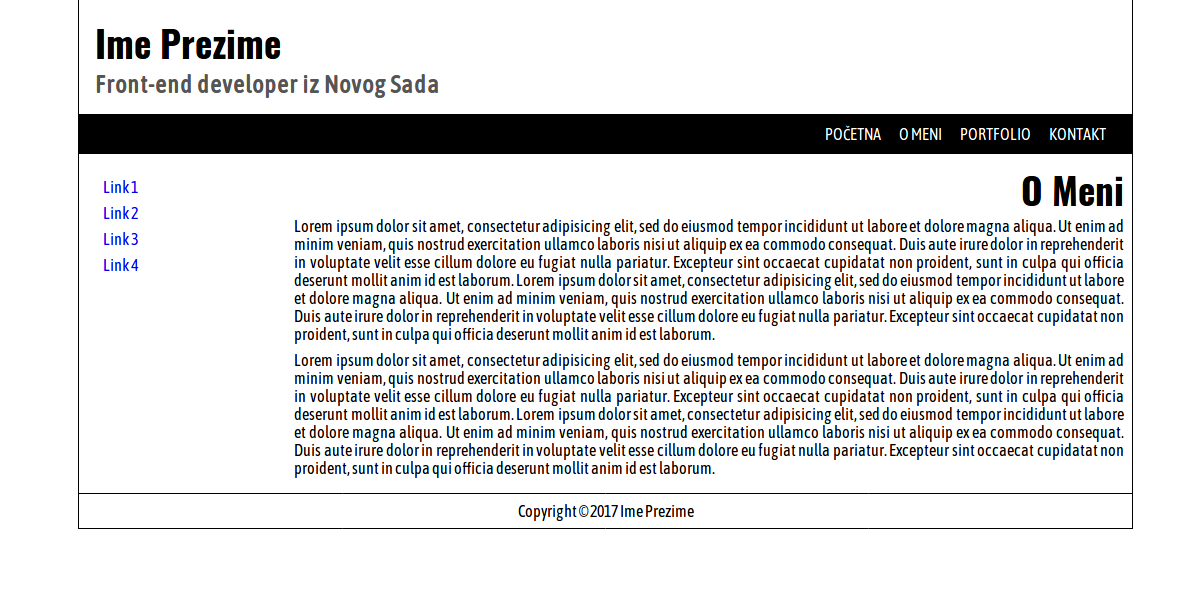 Ime Prezime
Front-end developer iz Novog Sada
POČETNA O MENI PORTFOLIO KONTAKT
Link 1
Link 2
Link 3
Link 4
O Meni
Lorem ipsum dolor sit amet, consectetur adipisicing elit, sed do eiusmod tempor incididunt ut labore et dolore magna aliqua. Ut enim ad
minim veniam, quis nostrud exercitation ullamco laboris nisi ut aliquip ex ea commodo consequat. Duis aute irure dolor in reprehenderit
in voluptate velit esse cillum dolore eu fugiat nulla pariatur. Excepteur sint occaecat cupidatat non proident, sunt in culpa qui officia
deserunt mollit anim id est laborum. Lorem ipsum dolor sit amet, consectetur adipisicing elit, sed do eiusmod tempor incididunt ut labore
et dolore magna aliqua. Ut enim ad minim veniam, quis nostrud exercitation ullamco laboris nisi ut aliquip ex ea commodo consequat.
Duis aute irure dolor in reprehenderit in voluptate velit esse cillum dolore eu fugiat nulla pariatur. Excepteur sint occaecat cupidatat non
proident, sunt in culpa qui officia deserunt mollit anim id est laborum.
Lorem ipsum dolor sit amet, consectetur adipisicing elit, sed do eiusmod tempor incididunt ut labore et dolore magna aliqua. Ut enim ad
minim veniam, quis nostrud exercitation ullamco laboris nisi ut aliquip ex ea commodo consequat. Duis aute irure dolor in reprehenderit
in voluptate velit esse cillum dolore eu fugiat nulla pariatur. Excepteur sint occaecat cupidatat non proident, sunt in culpa qui officia
deserunt mollit anim id est laborum. Lorem ipsum dolor sit amet, consectetur adipisicing elit, sed do eiusmod tempor incididunt ut labore
et dolore magna aliqua. Ut enim ad minim veniam, quis nostrud exercitation ullamco laboris nisi ut aliquip ex ea commodo consequat.
Duis aute irure dolor in reprehenderit in voluptate velit esse cillum dolore eu fugiat nulla pariatur. Excepteur sint occaecat cupidatat non
proident, sunt in culpa qui officia deserunt mollit anim id est laborum.
Copyright © 2017 Ime Prezime